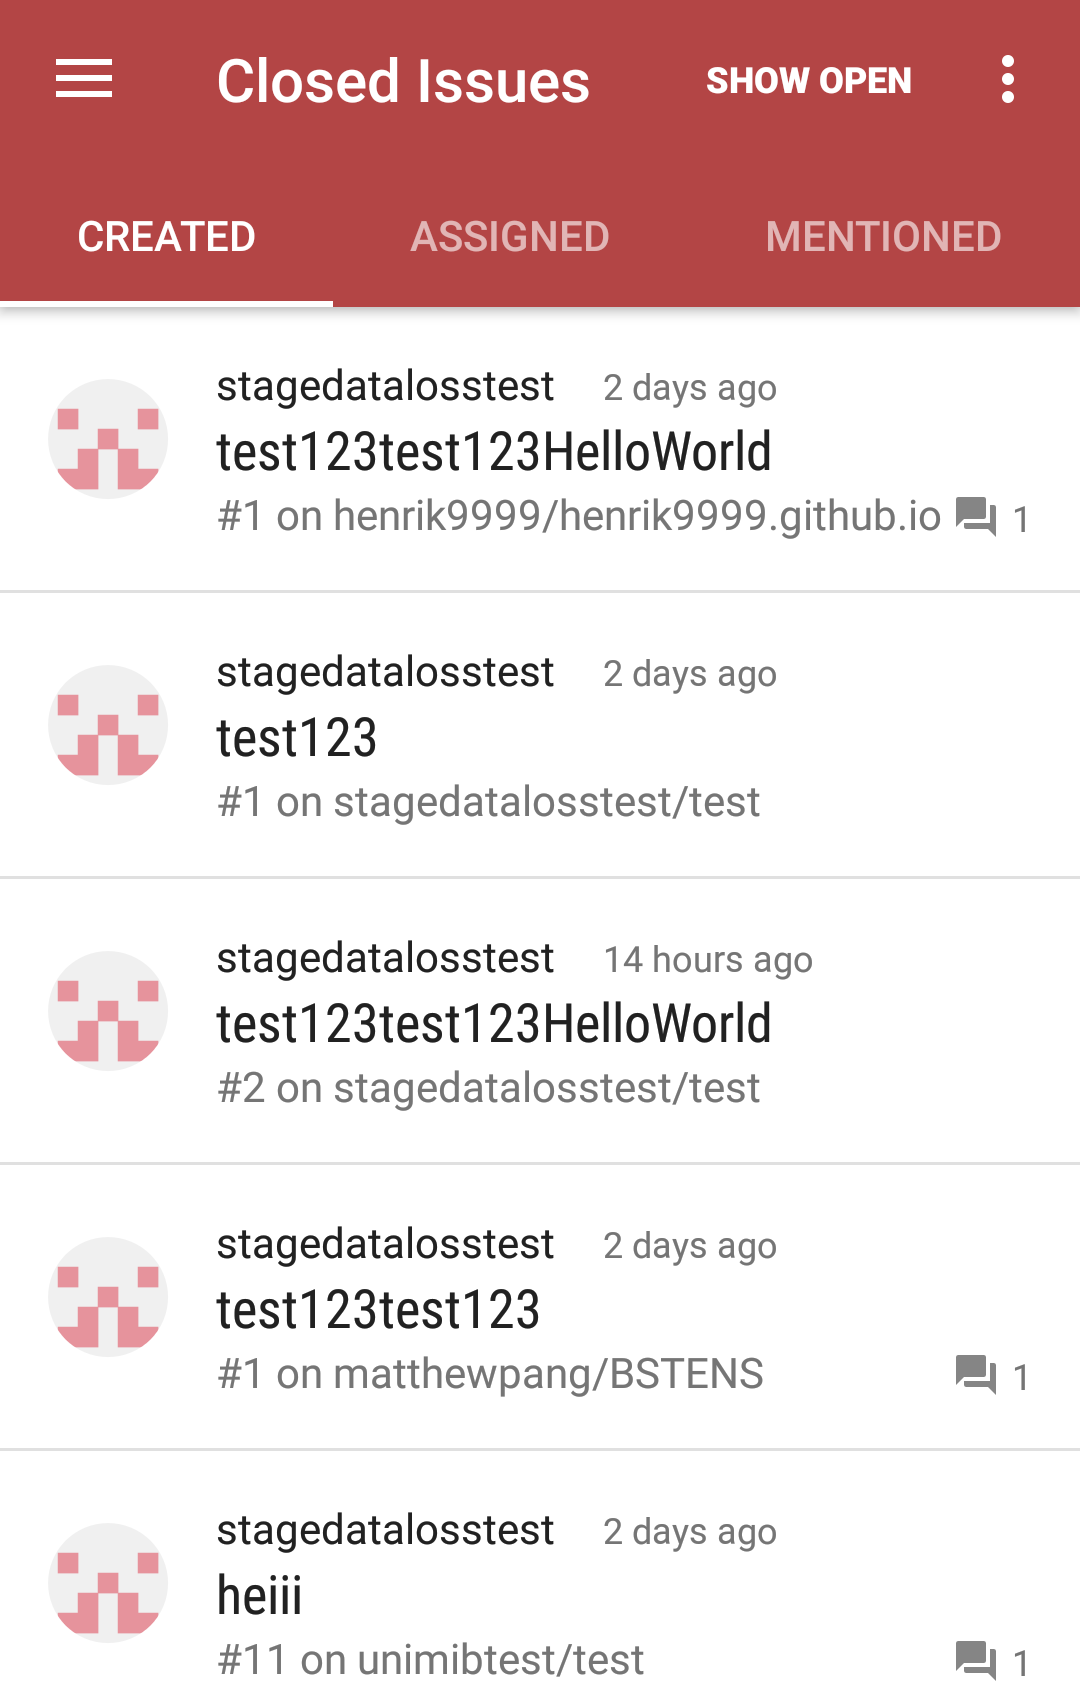 Closed Issues SHOW OPEN
CREATED ASSIGNED MENTIONED
stagedatalosstest 2 days ago
test123test123HelloWorld
#1 on henrik9999/henrik9999.github.io 1
stagedatalosstest 2 days ago
test123
#1 on stagedatalosstest/test
stagedatalosstest 14 hours ago
test123test123HelloWorld
#2 on stagedatalosstest/test
stagedatalosstest 2 days ago
test123test123
#1 on matthewpang/BSTENS 1
stagedatalosstest 2 days ago
heiii
#11 on unimibtest/test 1